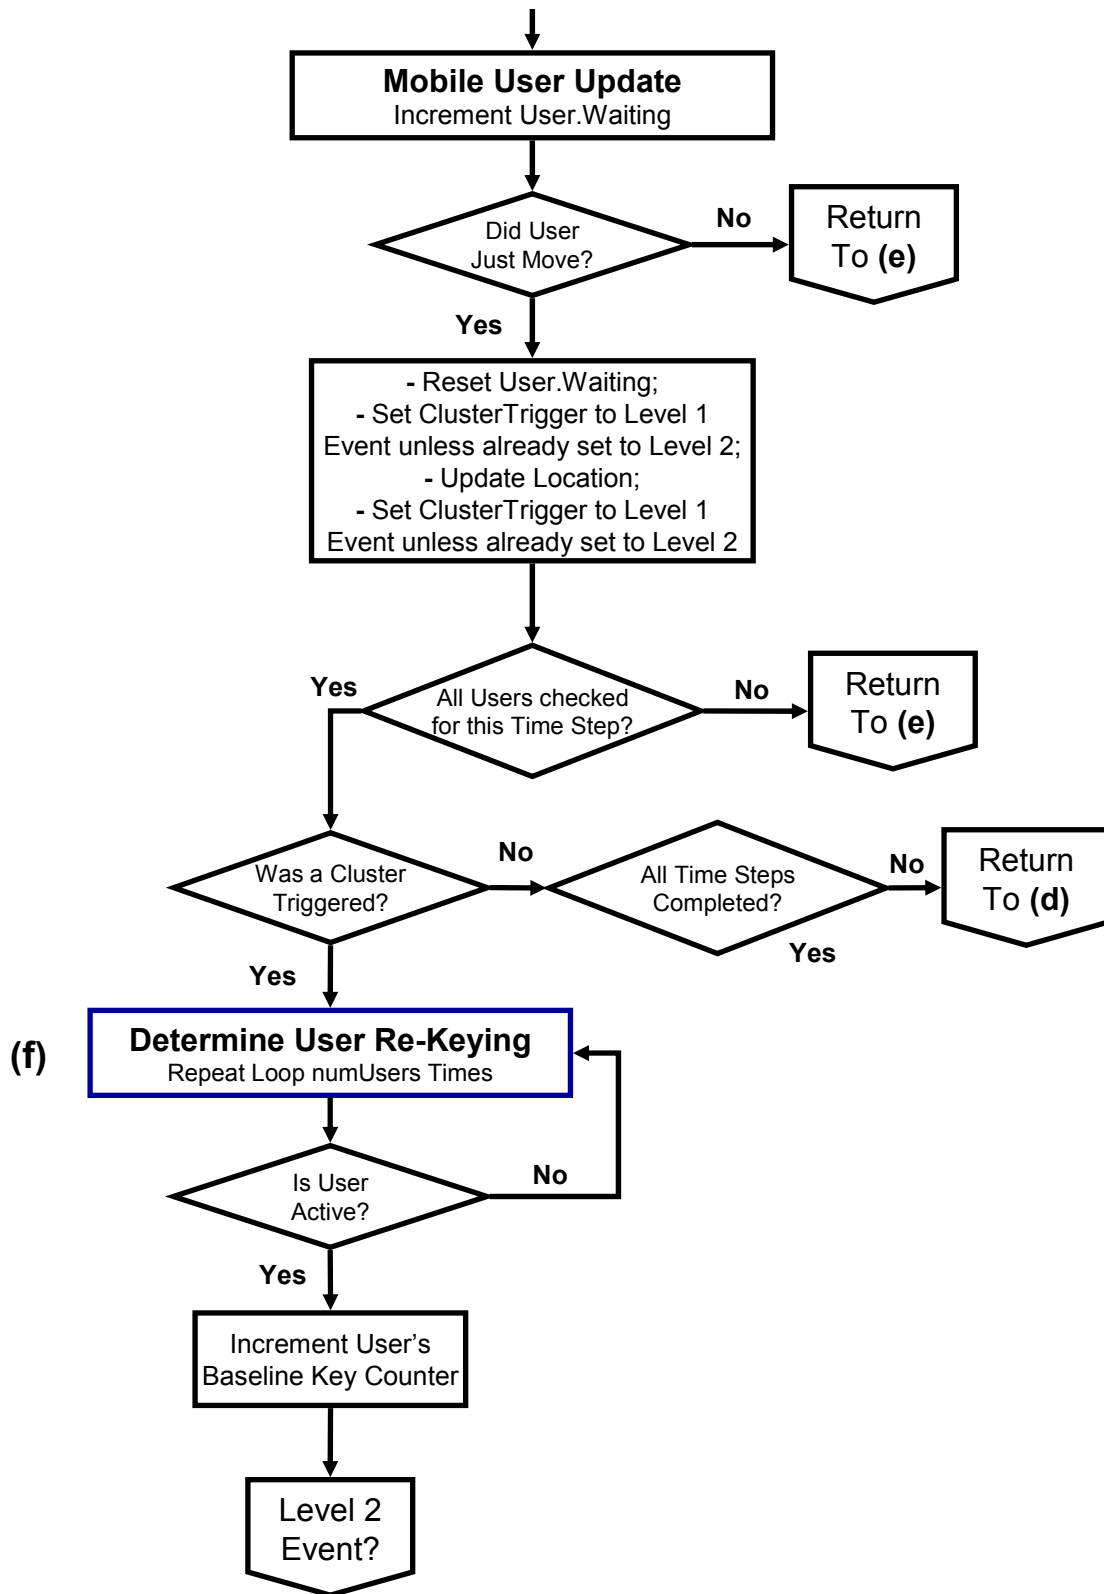 Mobile User Update
Increment User.Waiting
Did User
Just Move?
No
Return
To (e)
Yes
- Reset User.Waiting;
- Set ClusterTrigger to Level 1
Event unless already set to Level 2;
- Update Location;
- Set ClusterTrigger to Level 1
Event unless already set to Level 2
Yes
All Users checked
for this Time Step?
No
Return
To (e)
Was a Cluster
Triggered?
No
All Time Steps
Completed?
No
Return
To (d)
Yes
Yes
(f)
Determine User Re-Keying
Repeat Loop numUsers Times
Is User
Active?
No
Yes
Increment User’s
Baseline Key Counter
Level 2
Event?